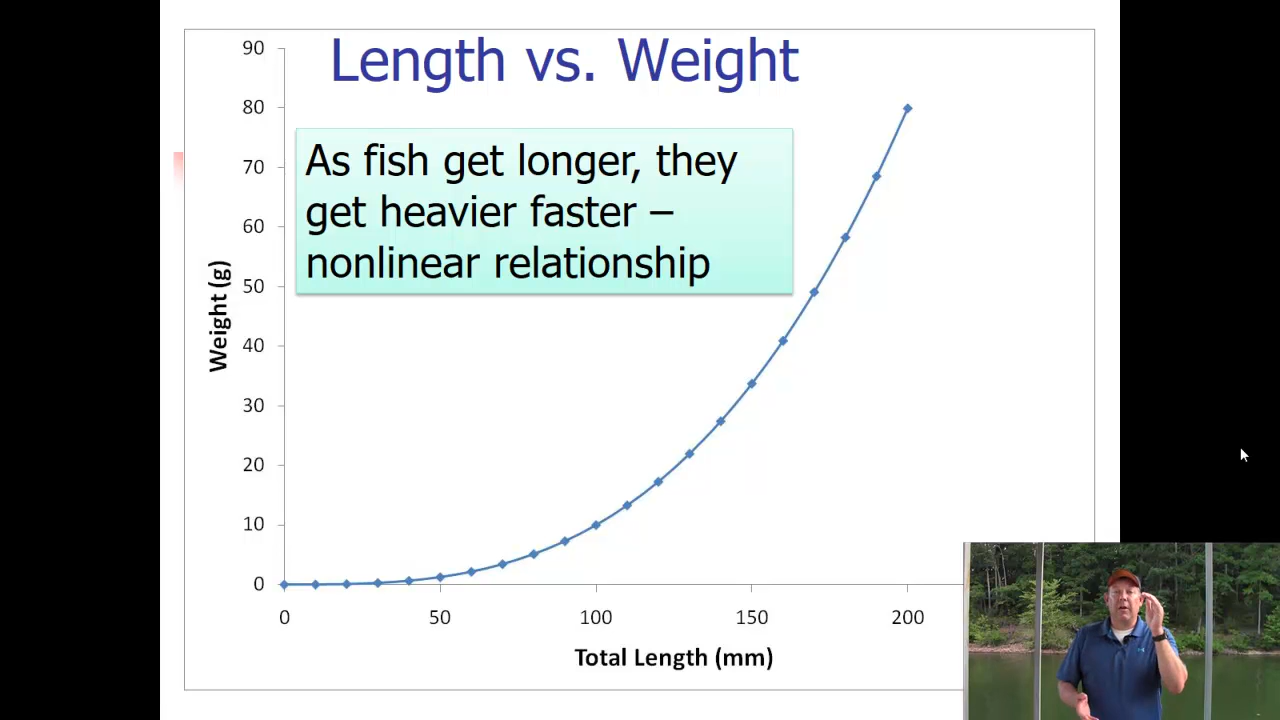 Length vs. Weight
As fish get longer, they
get heavier faster –
nonlinear relationship
90
80
70
60
50
40
30
20
10
0
Weight (g)
0 50 100 150 200
Total Length (mm)